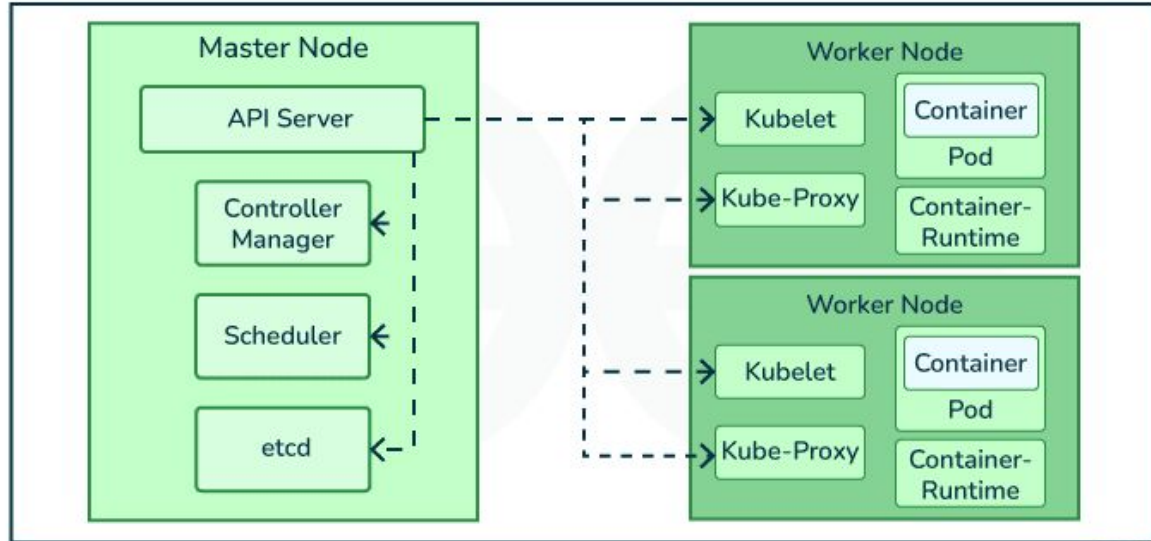 Master Node
API Server
Controller
Manager
Scheduler
etcd
Worker Node
Kubelet
Kube-Proxy
Container
Pod
Container-
Runtime
Worker Node
Kubelet
Kube-Proxy
Container
Pod
Container-
Runtime